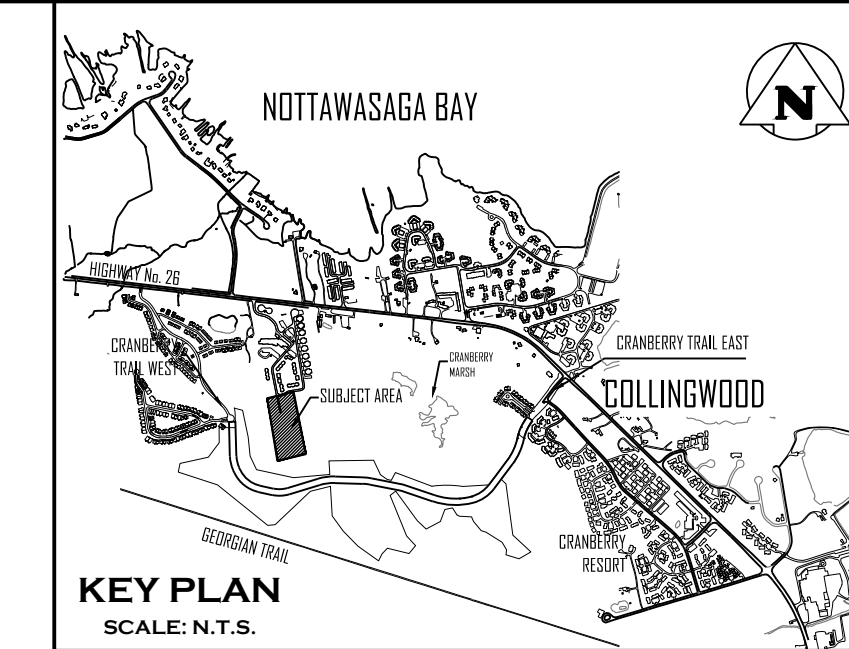 NOTTAWASAGA BAY
N
HIGHWAY No. 26
CRANBERRY
TRAIL WEST
CRANBERRY
MARSH
CRANBERRY TRAIL EAST
SUBJECT AREA
COLLINGWOOD
GEORGIAN TRAIL
CRANBERRY
RESORT
KEY PLAN
SCALE: N.T.S.